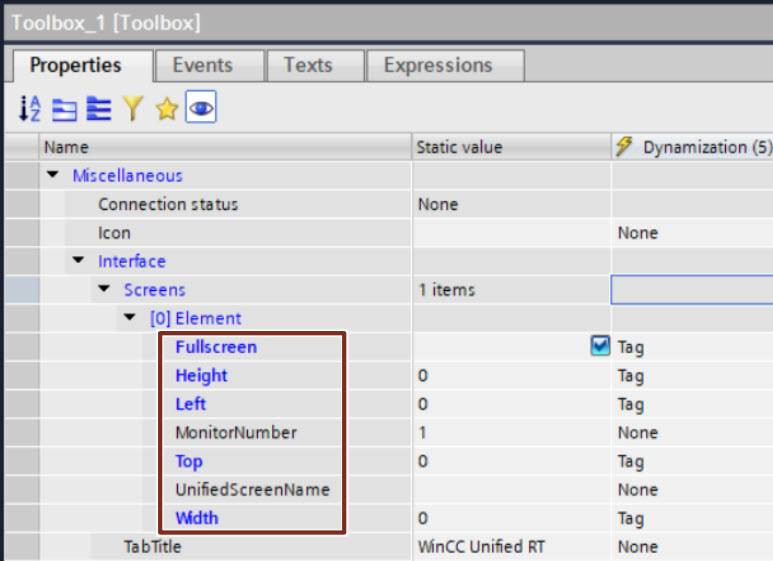 Toolbox_1 [Toolbox]
Properties Events Texts Expressions
Name Static value Dynamization (5)
Miscellaneous
Connection status None
Icon None
Interface
Screens 1 items
[0] Element
Fullscreen Tag
Height 0 Tag
Left 0 Tag
MonitorNumber 1 None
Top 0 Tag
UnifiedScreenName None
Width 0 Tag
TabTitle WinCC Unified RT None